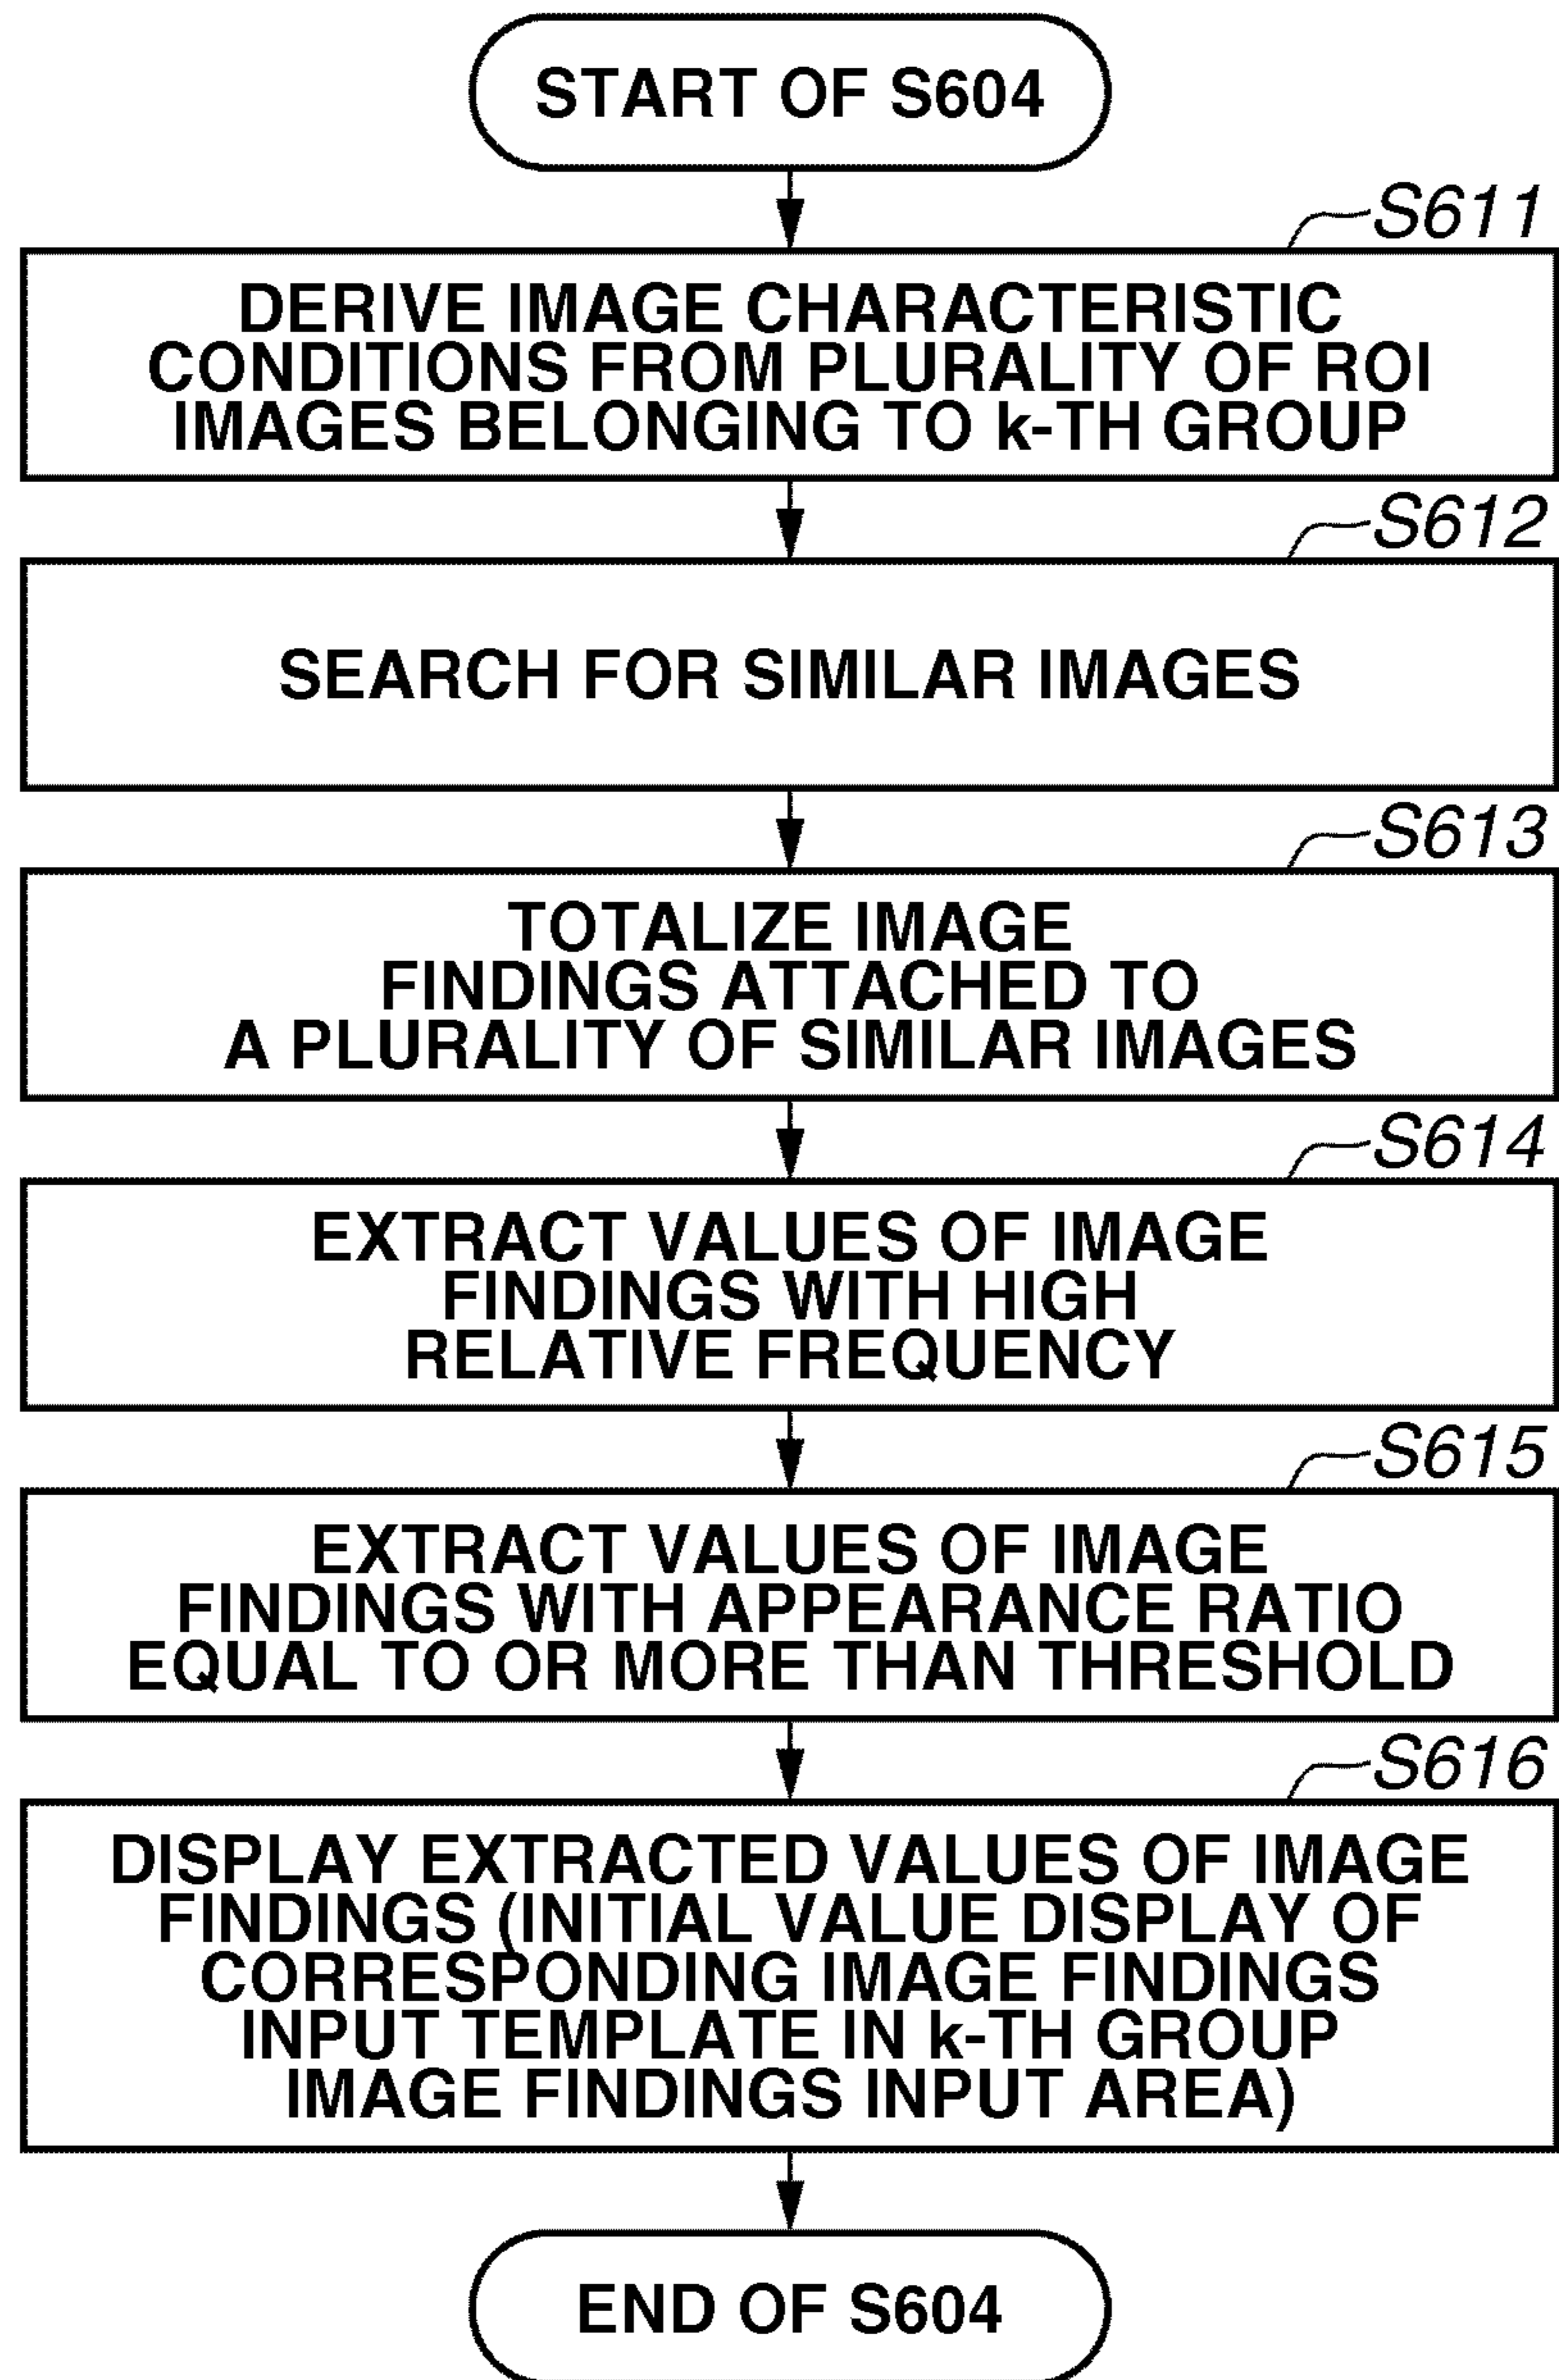 START OF S604
S611
DERIVE IMAGE CHARACTERISTIC
CONDITIONS FROM PLURALITY OF ROI
IMAGES BELONGING TO k-TH GROUP
S612
SEARCH FOR SIMILAR IMAGES
S613
TOTALIZE IMAGE
FINDINGS ATTACHED TO
A PLURALITY OF SIMILAR IMAGES
S614
EXTRACT VALUES OF IMAGE
FINDINGS WITH HIGH
RELATIVE FREQUENCY
S615
EXTRACT VALUES OF IMAGE
FINDINGS WITH APPEARANCE RATIO
EQUAL TO OR MORE THAN THRESHOLD
S616
DISPLAY EXTRACTED VALUES OF IMAGE
FINDINGS (INITIAL VALUE DISPLAY OF
CORRESPONDING IMAGE FINDINGS
INPUT TEMPLATE IN k-TH GROUP
IMAGE FINDINGS INPUT AREA)
END OF S604